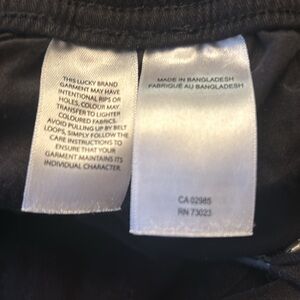 THIS LUCKY BRAND
GARMENT MAY HAVE
INTENTIONAL RIPS OR
HOLES, COLOUR MAY
TRANSFER TO LIGHTER
COLOURED FABRICS.
AVOID PULLING UP BY BELT
LOOPS, SIMPLY FOLLOW THE
CARE INSTRUCTIONS TO
ENSURE THAT YOUR
GARMENT MAINTAINS ITS
INDIVIDUAL CHARACTER.
MADE IN BANGLADESH
FABRIQUÉ AU BANGLADESH
CA 02985
RN 73023